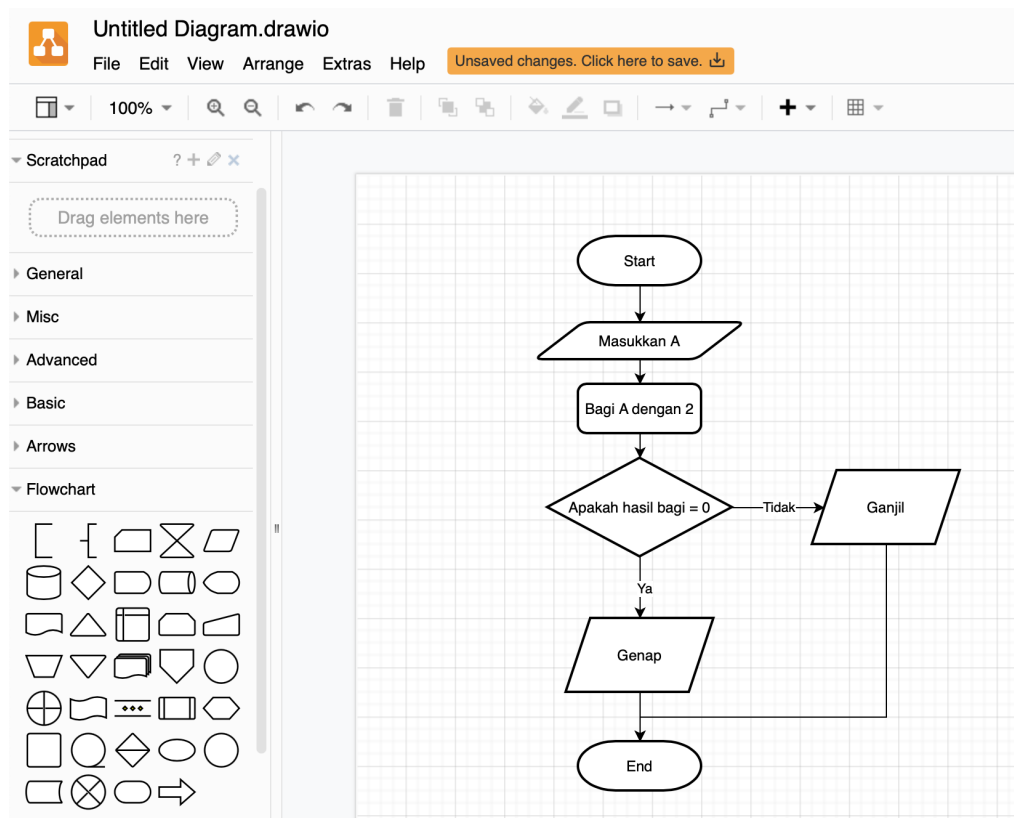 Untitled Diagram.drawio
File Edit View Arrange Extras Help
Unsaved changes. Click here to save.
100%
Scratchpad
?
Drag elements here
General
Misc
Advanced
Basic
Arrows
Flowchart
Start
Masukkan A
Bagi A dengan 2
Apakah hasil bagi = 0
Tidak
Ganjil
Ya
Genap
End